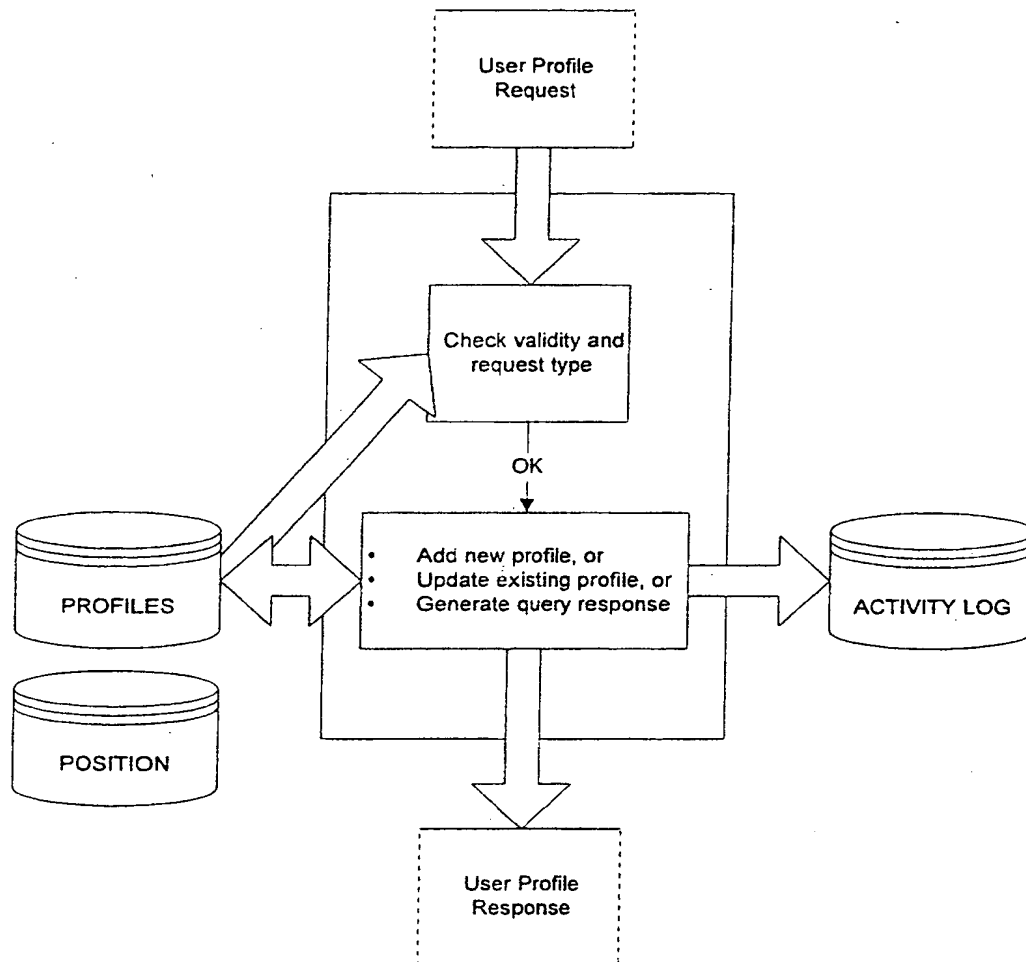 User Profile
Request
Check validity and
request type
OK
• Add new profile, or
• Update existing profile, or
• Generate query response
PROFILES
ACTIVITY LOG
POSITION
User Profile
Response